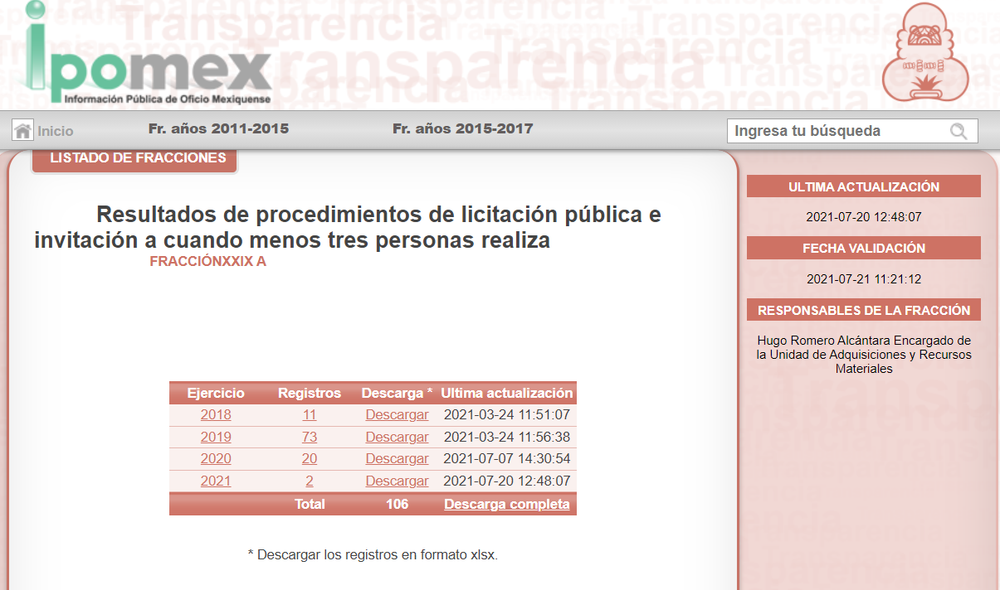 Transparencia
ipomex
Información Pública de Oficio Mexiquense
Inicio
Fr. años 2011-2015
Fr. años 2015-2017
Ingresa tu búsqueda
LISTADO DE FRACCIONES
Resultados de procedimientos de licitación pública e
invitación a cuando menos tres personas realiza
FRACCIÓNXXIX A
Ejercicio Registros Descarga * Ultima actualización
2018 11 Descargar 2021-03-24 11:51:07
2019 73 Descargar 2021-03-24 11:56:38
2020 20 Descargar 2021-07-07 14:30:54
2021 2 Descargar 2021-07-20 12:48:07
Total 106 Descarga completa
* Descargar los registros en formato xlsx.
ULTIMA ACTUALIZACIÓN
2021-07-20 12:48:07
FECHA VALIDACIÓN
2021-07-21 11:21:12
RESPONSABLES DE LA FRACCIÓN
Hugo Romero Alcántara Encargado de
la Unidad de Adquisiciones y Recursos
Materiales